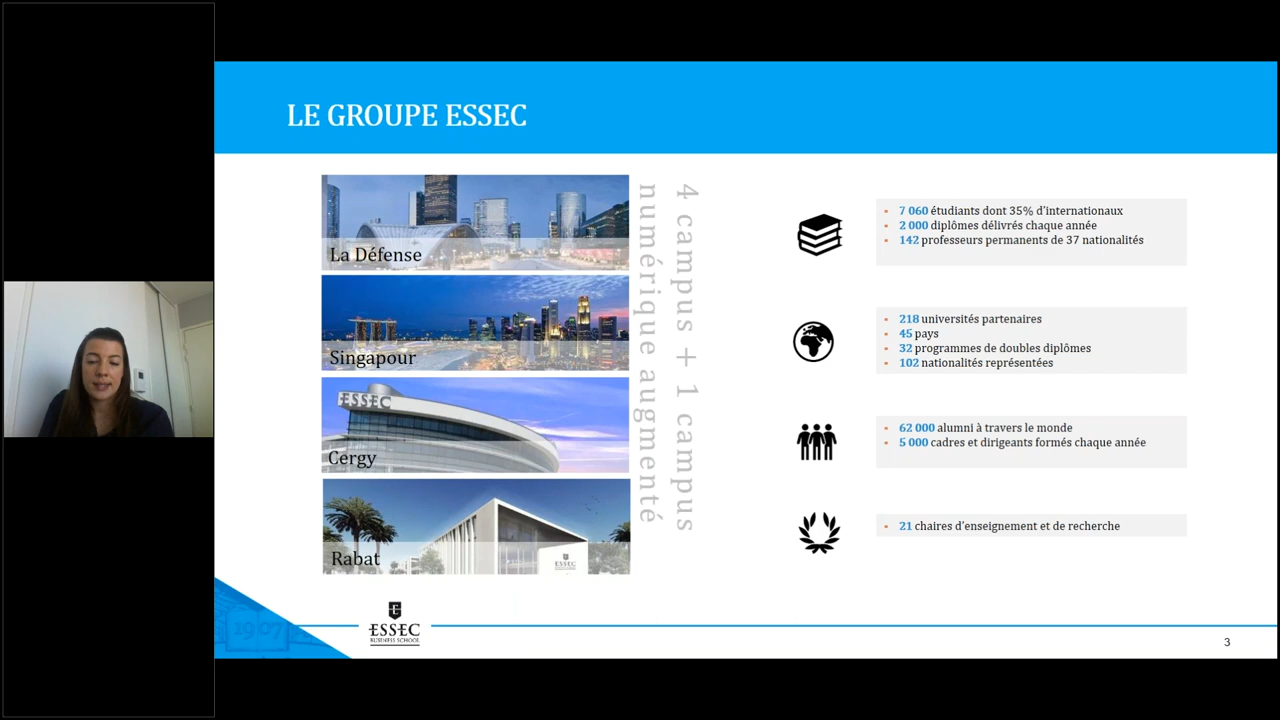 LE GROUPE ESSEC
La Défense
Singapour
ESSEC
Cergy
Rabat
ESSEC
4 campus + 1 campus
numérique augmenté
7 060 étudiants dont 35% d'internationaux
2 000 diplômes délivrés chaque année
142 professeurs permanents de 37 nationalités
218 universités partenaires
45 pays
32 programmes de doubles diplômes
102 nationalités représentées
62 000 alumni à travers le monde
5 000 cadres et dirigeants formés chaque année
21 chaires d'enseignement et de recherche
1907
E
ESSEC
BUSINESS SCHOOL
3